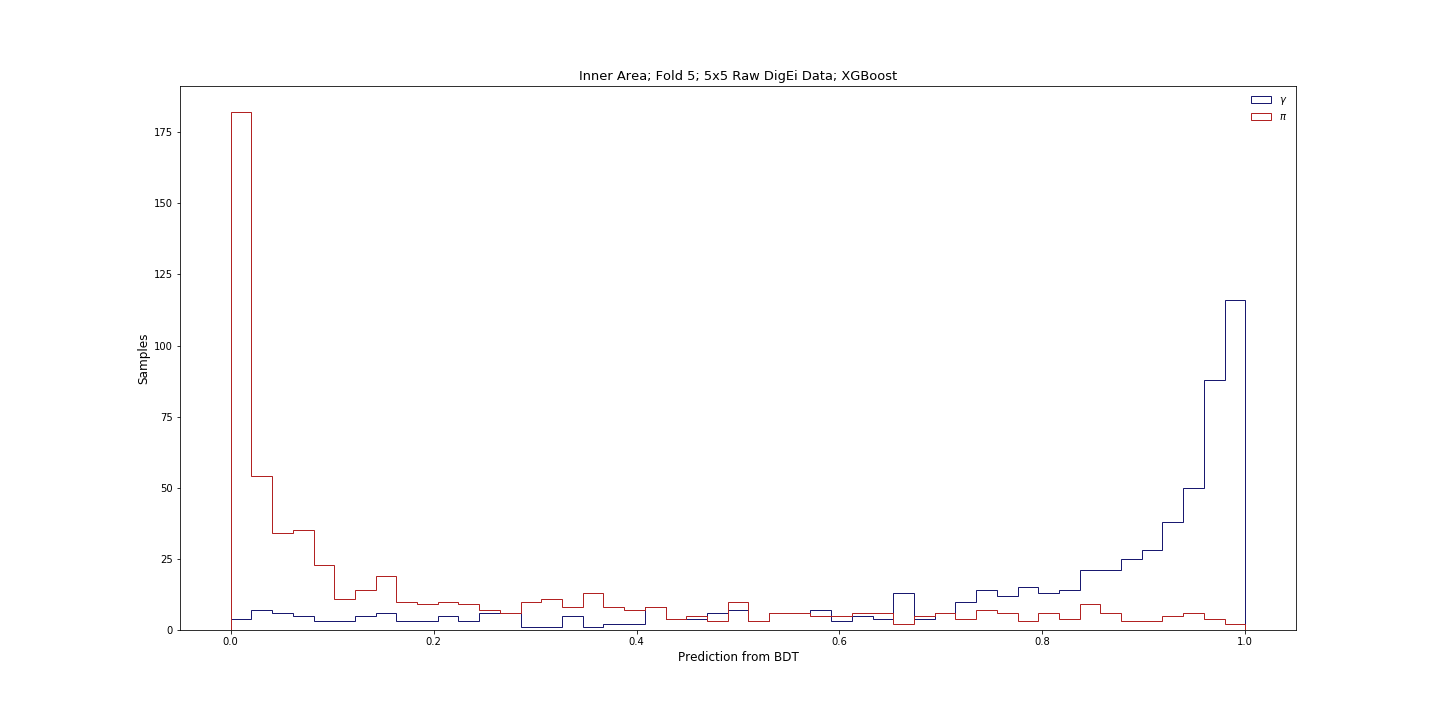 Inner Area; Fold 5; 5x5 Raw DigEi Data; XGBoost
γ
π
175
150
125
100
75
50
25
0
Samples
0.0 0.2 0.4 0.6 0.8 1.0
Prediction from BDT